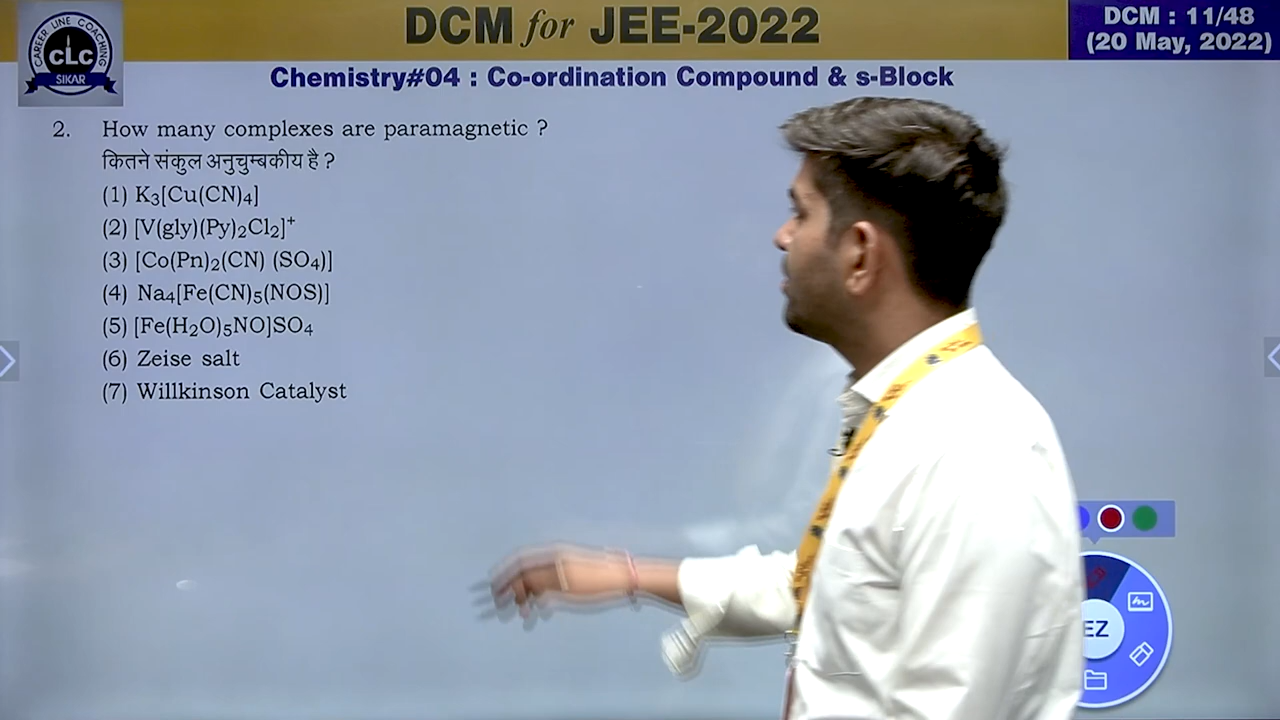 CAREER LINE COACHING
CLC
SIKAR
DCM for JEE-2022
DCM : 11/48
(20 May, 2022)
Chemistry#04 : Co-ordination Compound & s-Block
2. How many complexes are paramagnetic ?
कितने संकुल अनुचुम्बकीय है ?
(1) K₃[Cu(CN)₄]
(2) [V(gly)(Py)₂Cl₂]⁺
(3) [Co(Pn)₂(CN) (SO₄)]
(4) Na₄[Fe(CN)₅(NOS)]
(5) [Fe(H₂O)₅NO]SO₄
(6) Zeise salt
(7) Willkinson Catalyst
EZ